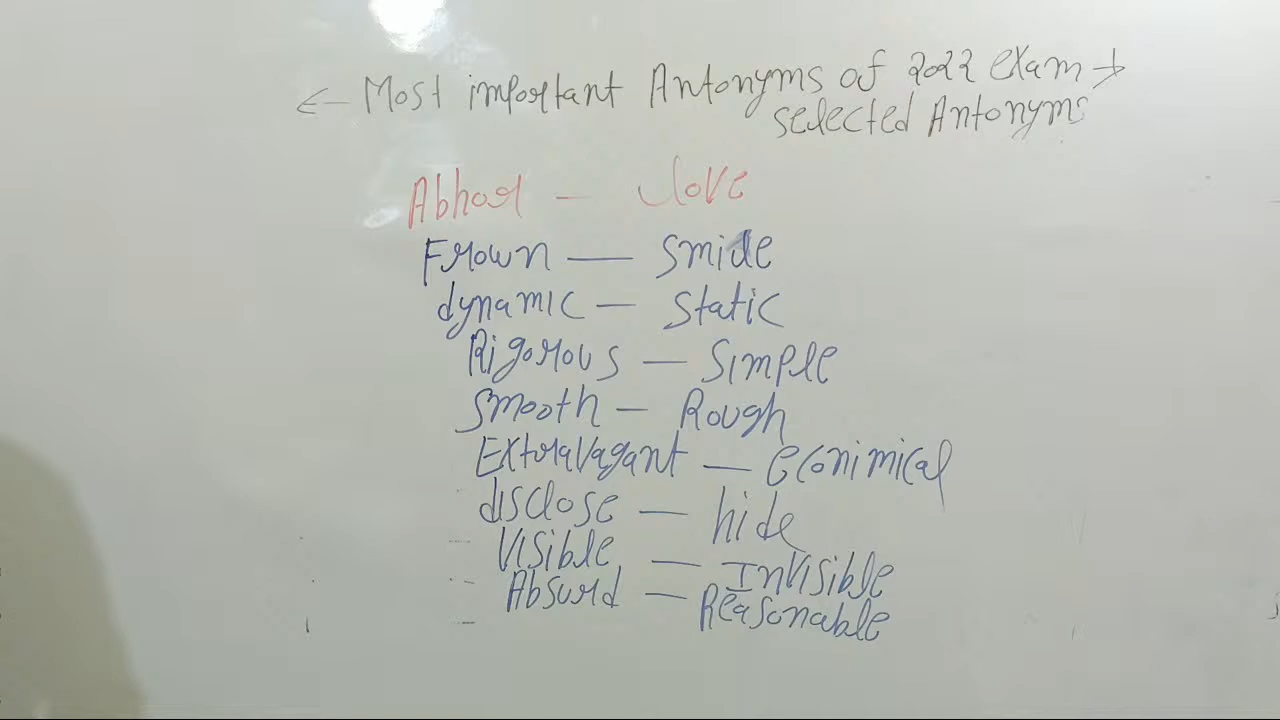 ← Most important Antonyms of 2022 exam →
selected Antonyms
Abhor — love
Frown — Smile
dynamic — Static
Rigorous — Simple
Smooth — Rough
Extravagant — econimical
disclose — hide
Visible — Invisible
Absurd — Reasonable